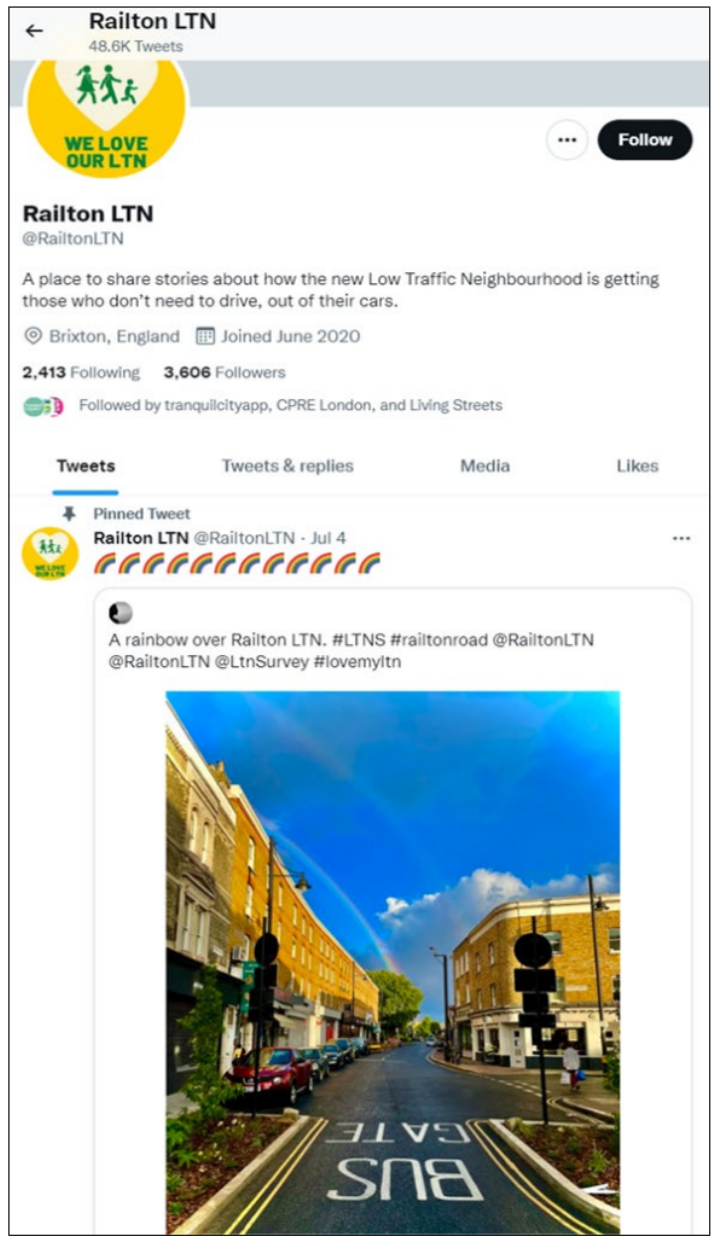 Railton LTN
48.6K Tweets
WE LOVE
OUR LTN
Follow
Railton LTN
@RailtonLTN
A place to share stories about how the new Low Traffic Neighbourhood is getting
those who don't need to drive, out of their cars.
Brixton, England Joined June 2020
2,413 Following 3,606 Followers
Followed by tranquilcityapp, CPRE London, and Living Streets
Tweets Tweets & replies Media Likes
Pinned Tweet
Railton LTN @RailtonLTN · Jul 4
WE LOVE
OUR LTN
A rainbow over Railton LTN. #LTNS #railtonroad @RailtonLTN
@RailtonLTN @LtnSurvey #lovemyltn
GATE
BUS